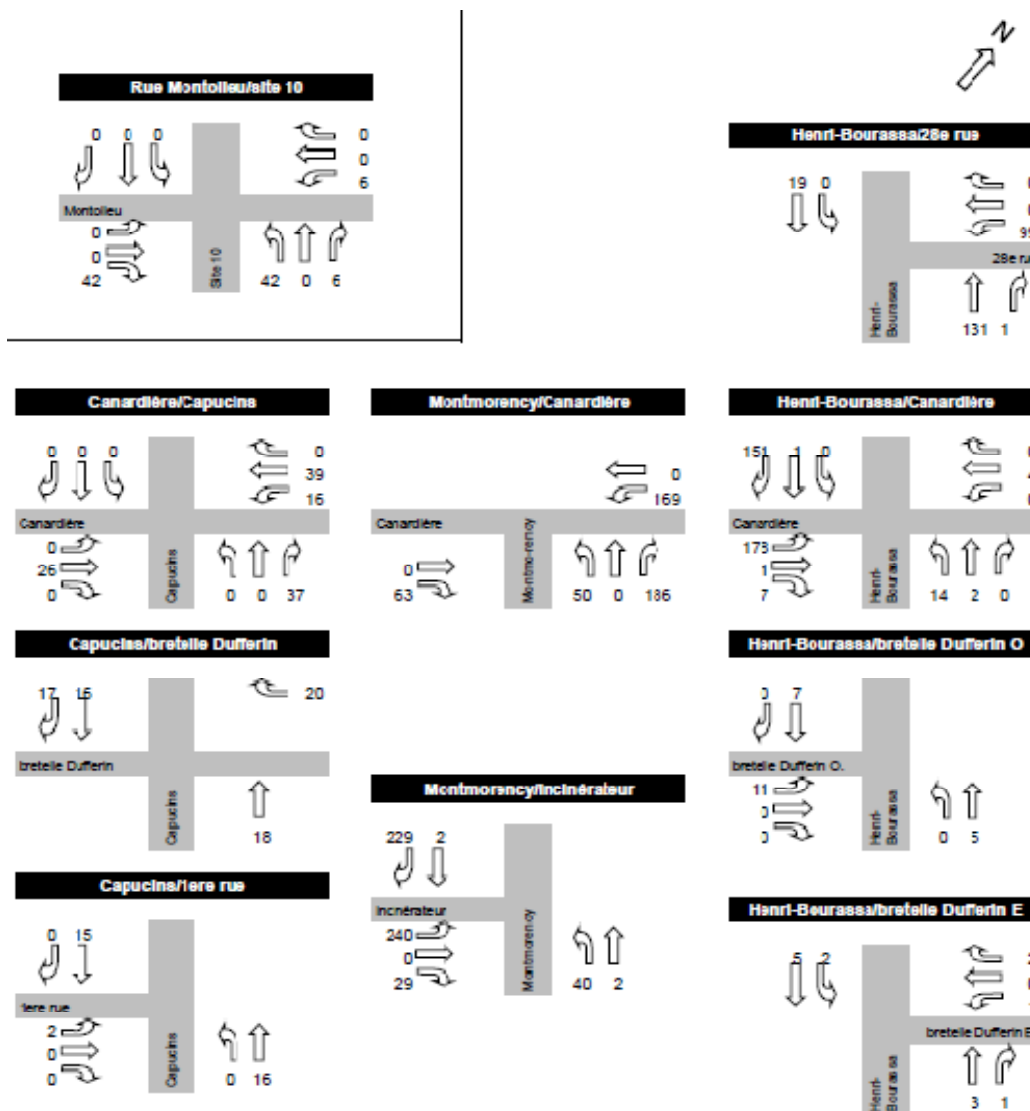 N
Rue Montolieu/site 10
0 0 0
0
0
6
Montolieu
0
0
42
Site 10
42 0 6
Henri-Bourassa/28e rue
19 0
28e ru
Henri-
Bourassa
131 1
Canardière/Capucins
0 0 0
0
39
16
Canardière
0
26
0
Capucins
0 0 37
Montmorency/Canardière
0
169
Canardière
0
63
Montmorency
50 0 186
Henri-Bourassa/Canardière
151 1 0
Canardière
173
1
7
Henri-
Bourassa
14 2 0
Capucins/bretelle Dufferin
17 15
20
bretelle Dufferin
Capucins
18
Henri-Bourassa/bretelle Dufferin O
0 7
bretelle Dufferin O.
11
0
0
Henri-
Bourassa
0 5
Montmorency/Incinérateur
229 2
Incinérateur
240
0
29
Montmorency
40 2
Capucins/1ere rue
0 15
1ere rue
2
0
0
Capucins
0 16
Henri-Bourassa/bretelle Dufferin E
5 2
bretelle Dufferin E
Henri-
Bourassa
3 1